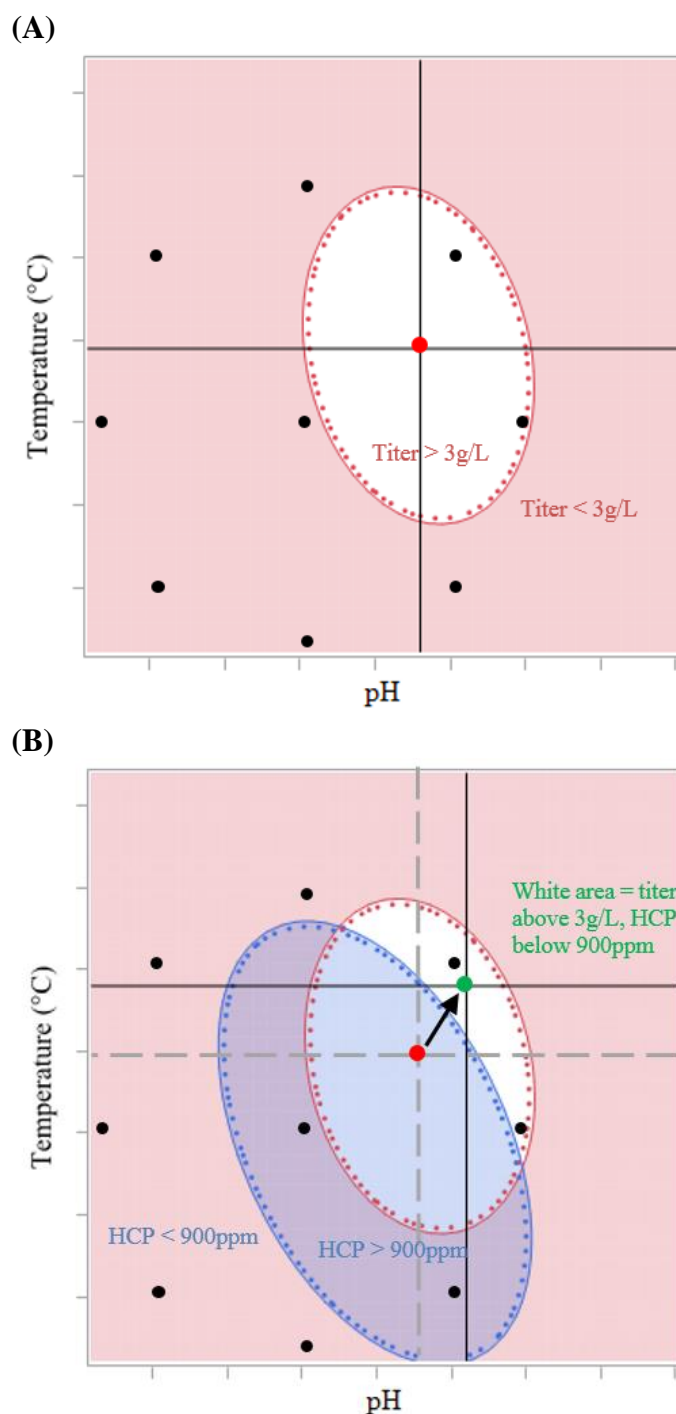 (A)
Temperature (°C)
Titer > 3g/L
Titer < 3g/L
pH
(B)
Temperature (°C)
White area = titer
above 3g/L, HCP
below 900ppm
HCP < 900ppm
HCP > 900ppm
pH